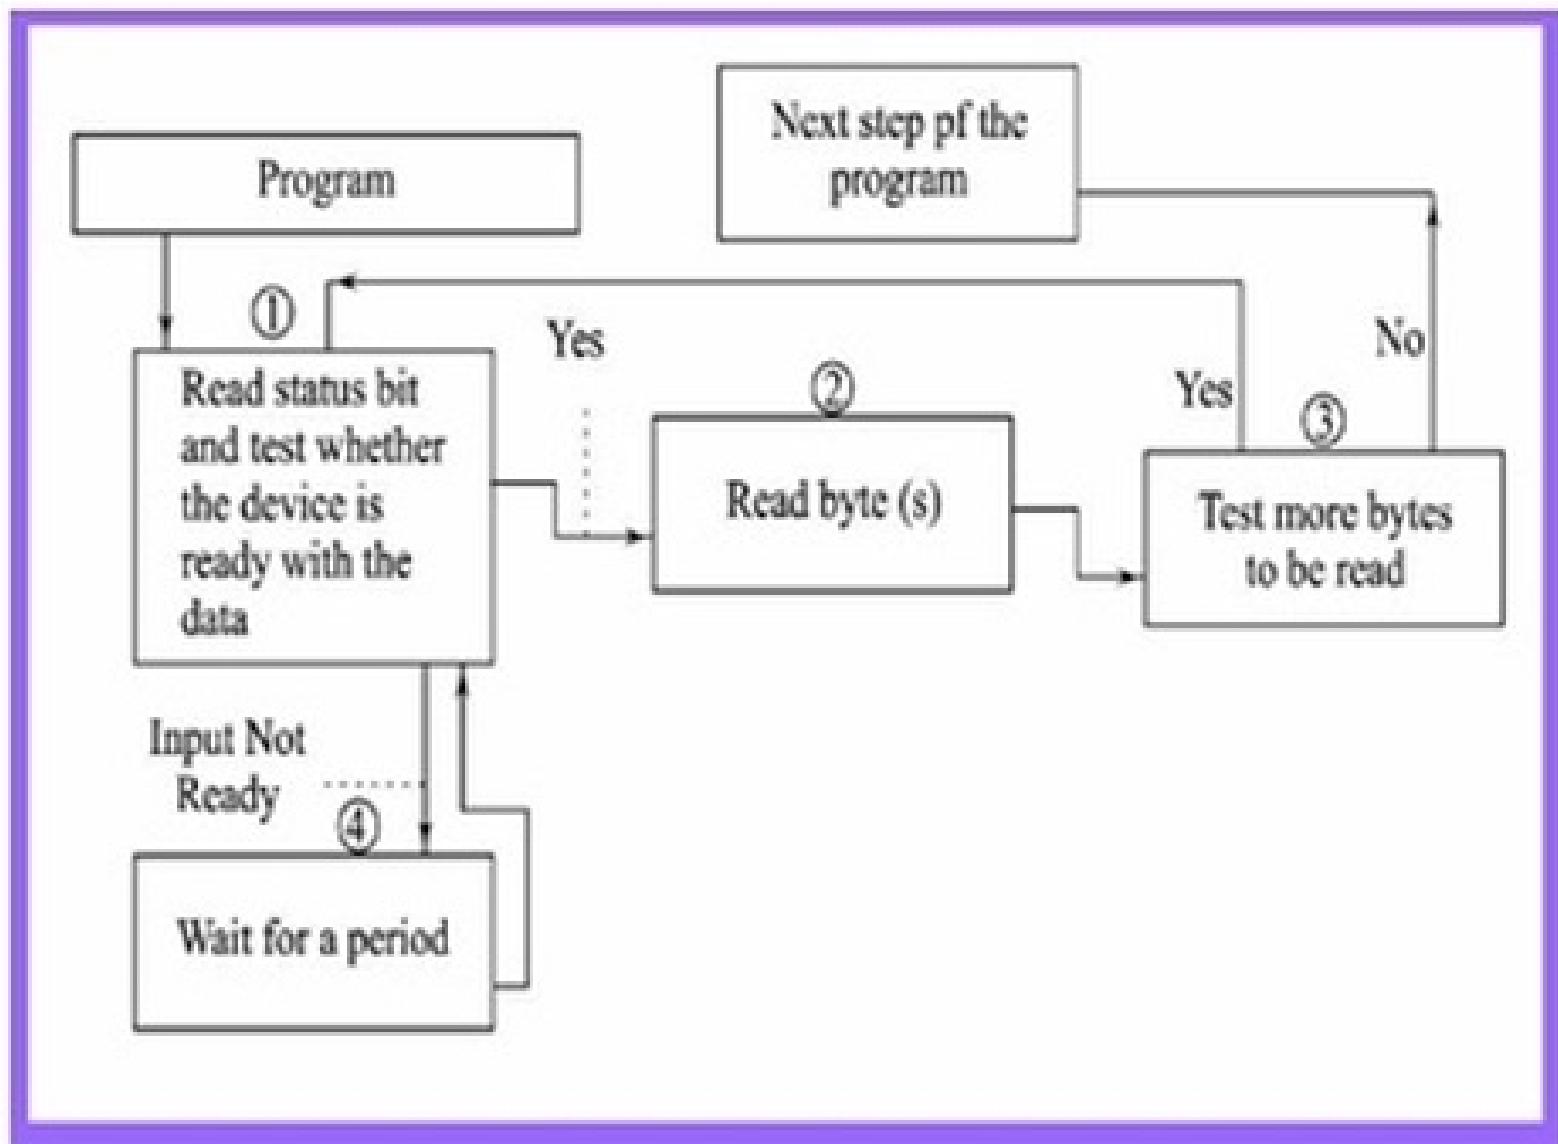 Program
Next step pf the
program
①
Read status bit
and test whether
the device is
ready with the
data
Yes
②
Read byte (s)
Yes
No
③
Test more bytes
to be read
Input Not
Ready
④
Wait for a period